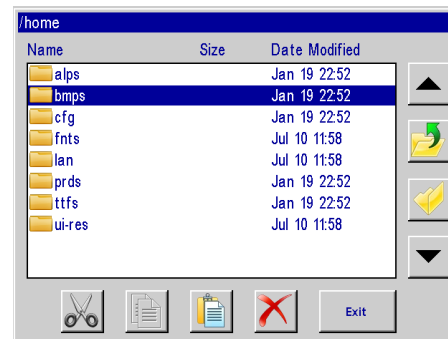 /home
Name Size Date Modified
alps Jan 19 22:52
bmps Jan 19 22:52
cfg Jan 19 22:52
fnts Jul 10 11:58
lan Jul 10 11:58
prds Jan 19 22:52
ttfs Jan 19 22:52
ui-res Jul 10 11:58
Exit